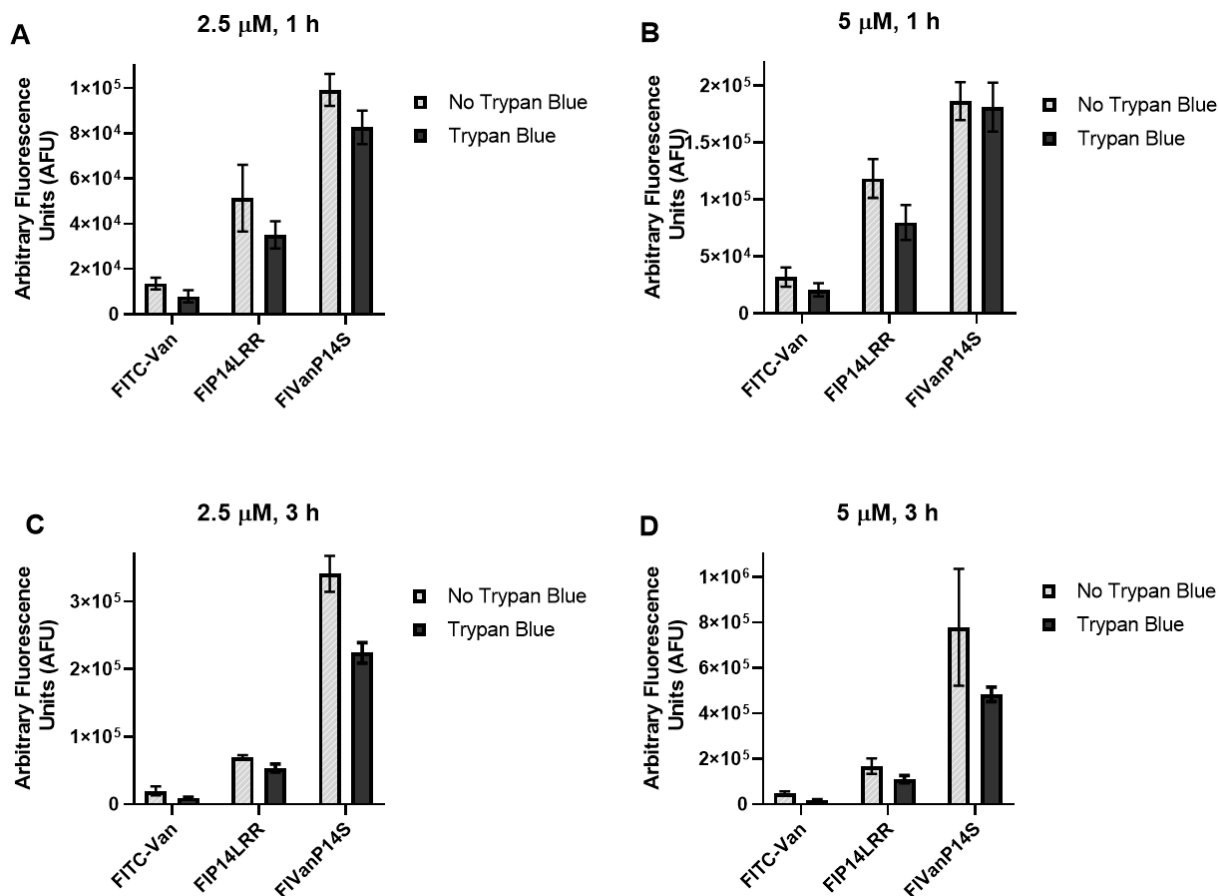 A
2.5 μM, 1 h
Arbitrary Fluorescence
Units (AFU)
1×10⁵
8×10⁴
6×10⁴
4×10⁴
2×10⁴
0
FITC-Van
FIP14LRR
FIVanP14S
No Trypan Blue
Trypan Blue
B
5 μM, 1 h
Arbitrary Fluorescence
Units (AFU)
2×10⁵
1.5×10⁵
1×10⁵
5×10⁴
0
FITC-Van
FIP14LRR
FIVanP14S
No Trypan Blue
Trypan Blue
C
2.5 μM, 3 h
Arbitrary Fluorescence
Units (AFU)
3×10⁵
2×10⁵
1×10⁵
0
FITC-Van
FIP14LRR
FIVanP14S
No Trypan Blue
Trypan Blue
D
5 μM, 3 h
Arbitrary Fluorescence
Units (AFU)
1×10⁶
8×10⁵
6×10⁵
4×10⁵
2×10⁵
0
FITC-Van
FIP14LRR
FIVanP14S
No Trypan Blue
Trypan Blue